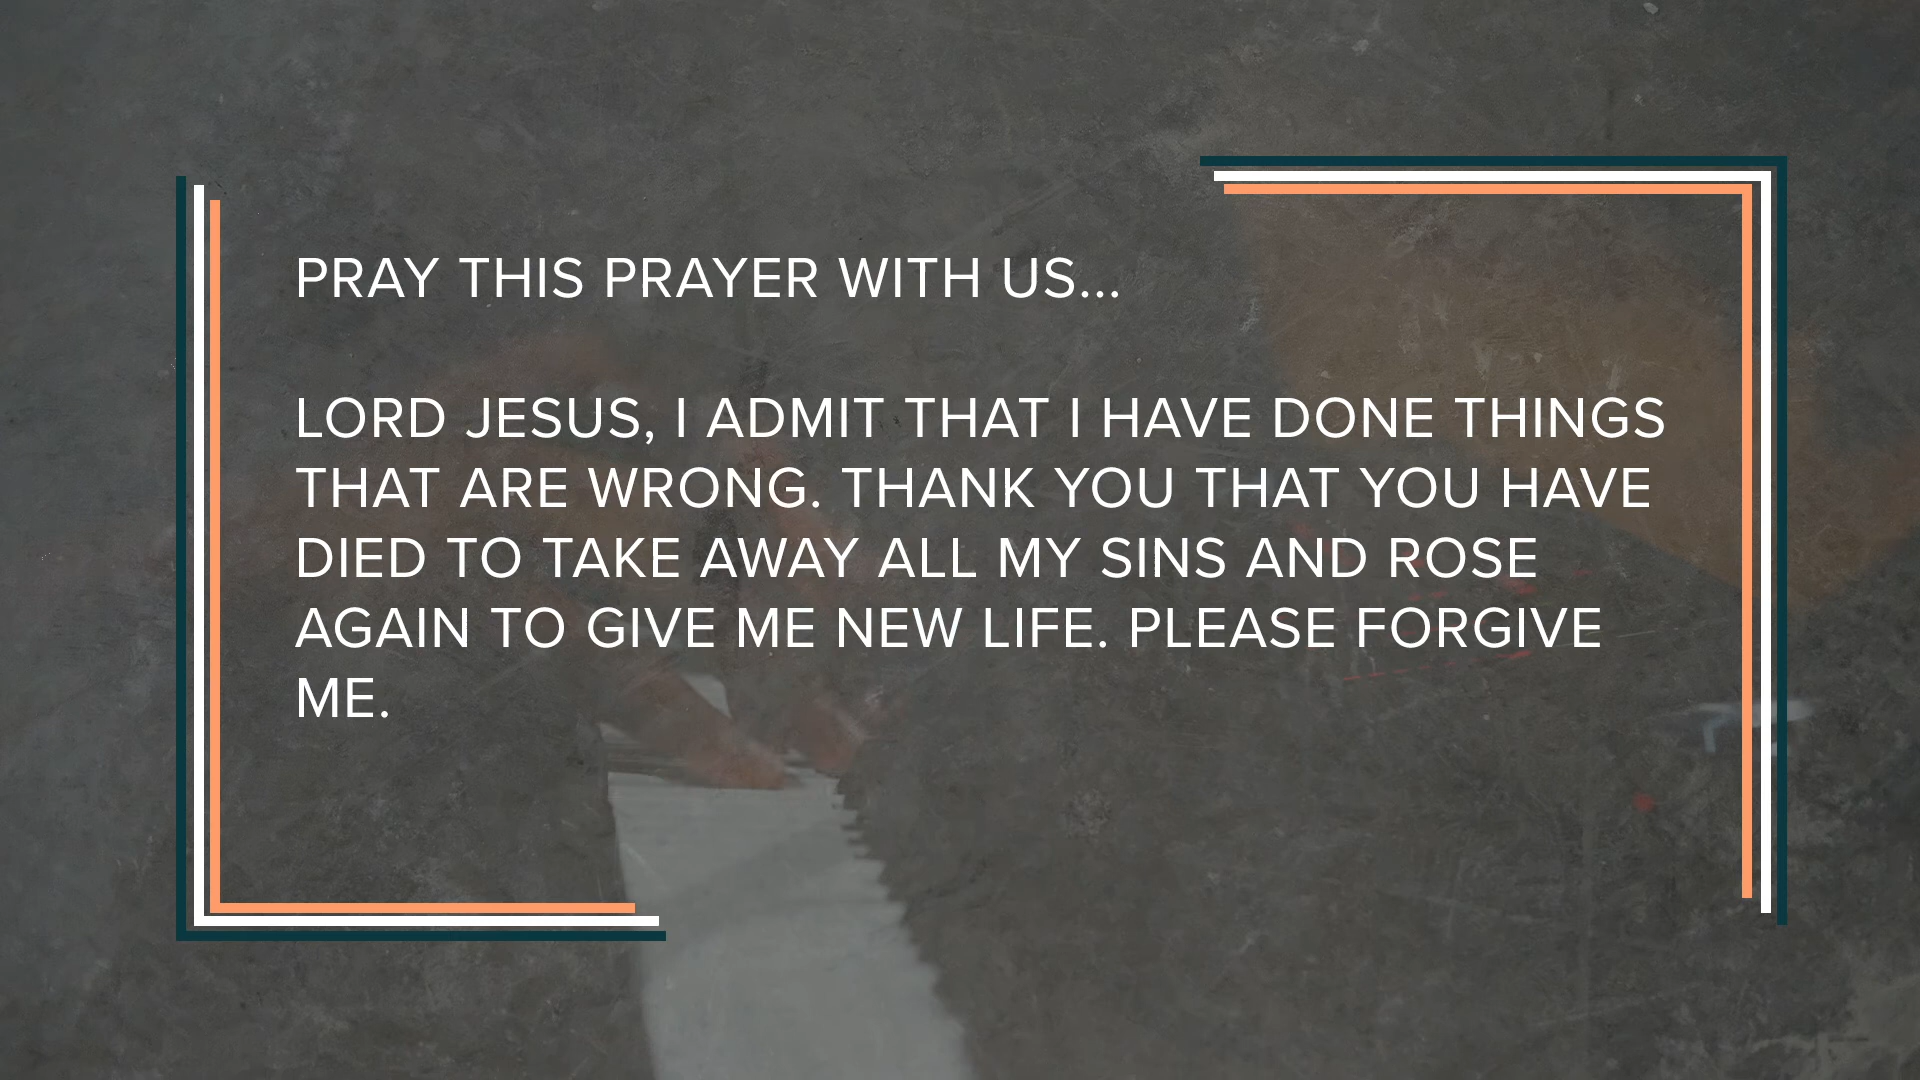 PRAY THIS PRAYER WITH US...
LORD JESUS, I ADMIT THAT I HAVE DONE THINGS
THAT ARE WRONG. THANK YOU THAT YOU HAVE
DIED TO TAKE AWAY ALL MY SINS AND ROSE
AGAIN TO GIVE ME NEW LIFE. PLEASE FORGIVE
ME.